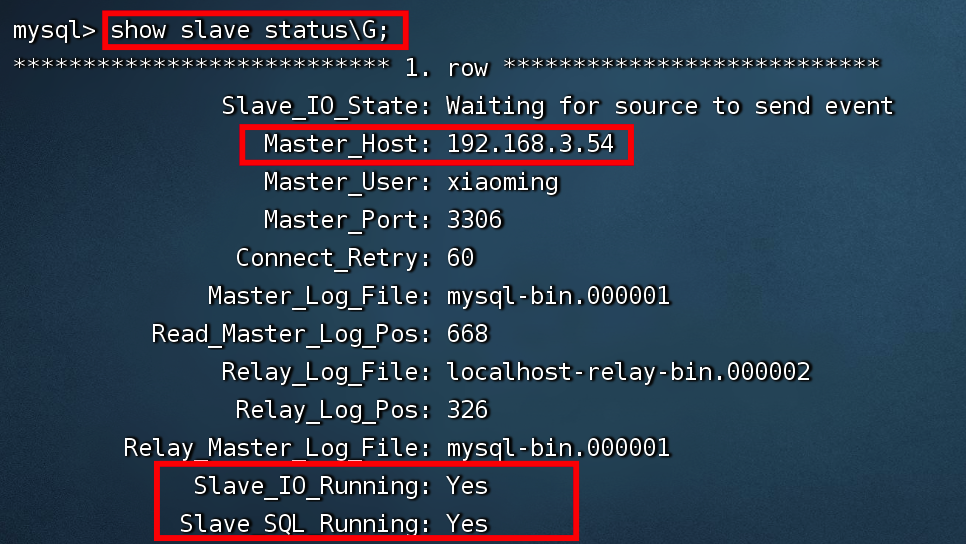 mysql> show slave status\G;
*************************** 1. row ***************************
Slave_IO_State: Waiting for source to send event
Master_Host: 192.168.3.54
Master_User: xiaoming
Master_Port: 3306
Connect_Retry: 60
Master_Log_File: mysql-bin.000001
Read_Master_Log_Pos: 668
Relay_Log_File: localhost-relay-bin.000002
Relay_Log_Pos: 326
Relay_Master_Log_File: mysql-bin.000001
Slave_IO_Running: Yes
Slave_SQL_Running: Yes